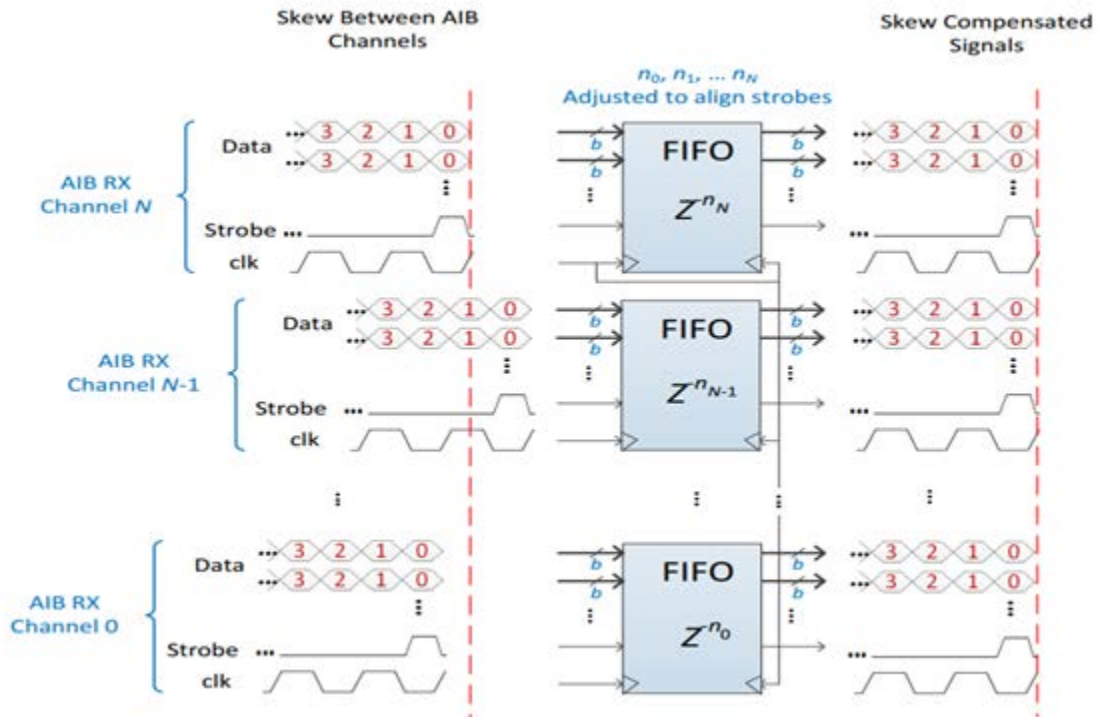 Skew Between AIB
Channels
Skew Compensated
Signals
n₀, n₁, ... n_N
Adjusted to align strobes
AIB RX
Channel N
Data
... 3 2 1 0
... 3 2 1 0
Strobe ...
clk
b
b
FIFO
Z^-n_N
b
b
... 3 2 1 0
... 3 2 1 0
...
AIB RX
Channel N-1
Data
... 3 2 1 0
... 3 2 1 0
Strobe ...
clk
b
b
FIFO
Z^-n_N-1
b
b
... 3 2 1 0
... 3 2 1 0
...
AIB RX
Channel 0
Data
... 3 2 1 0
... 3 2 1 0
Strobe ...
clk
b
b
FIFO
Z^-n₀
b
b
... 3 2 1 0
... 3 2 1 0
...